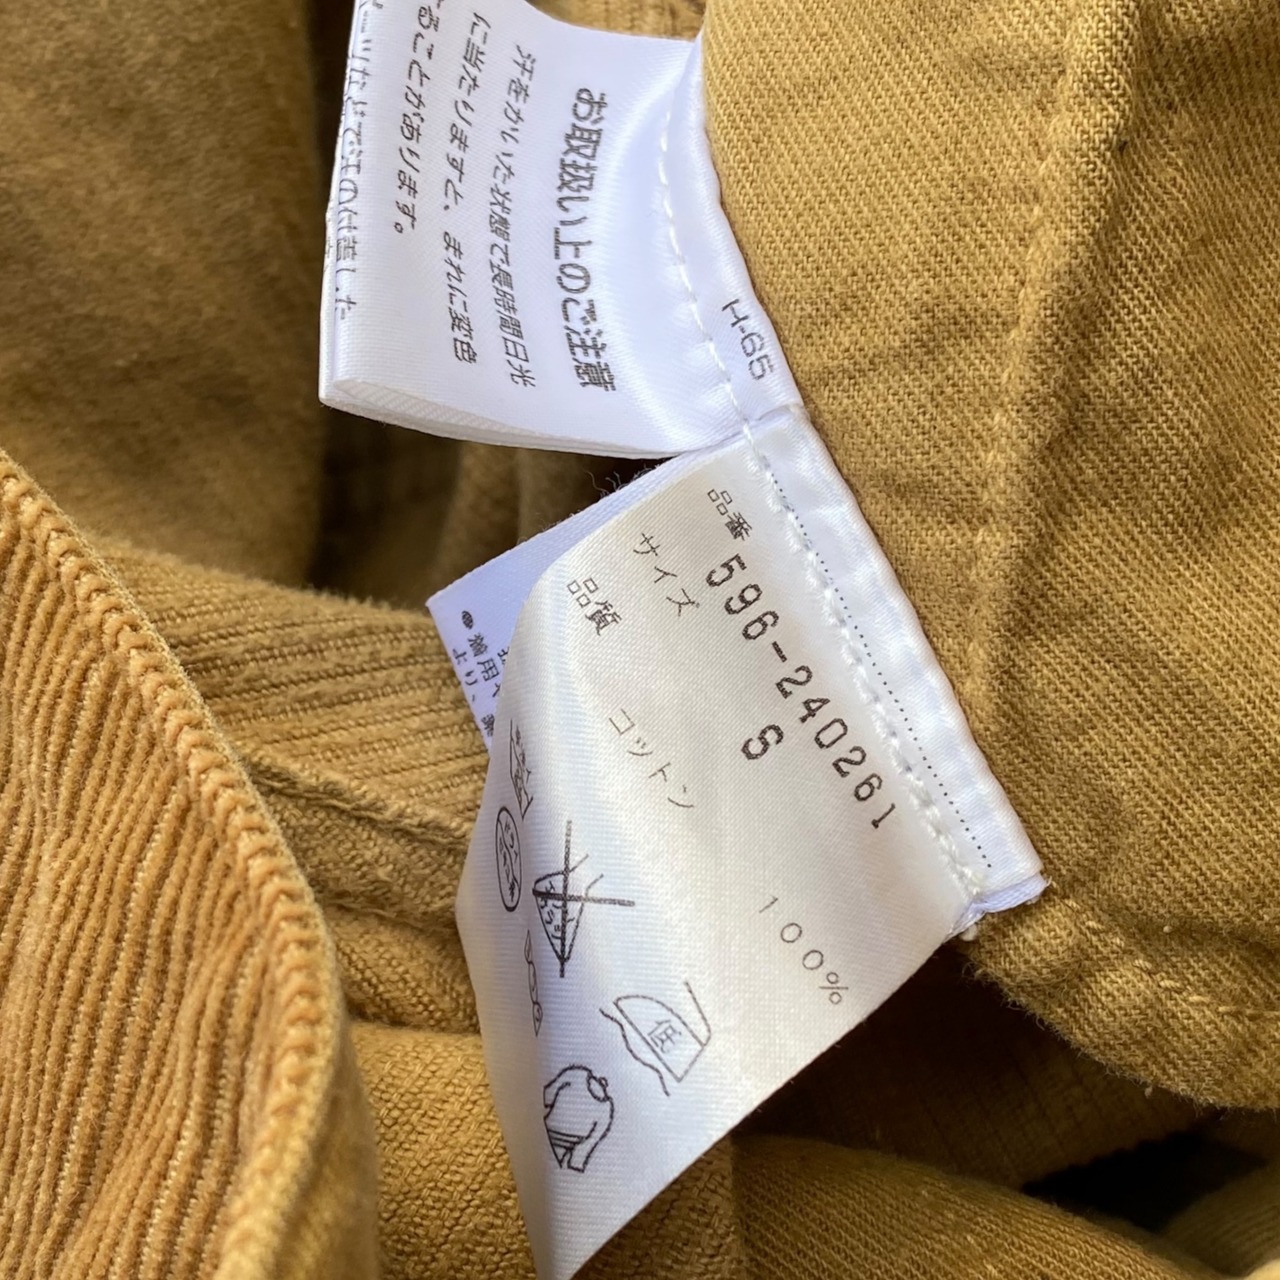 お取扱い上のご注意
汗をかいた状態で長時間日光
に当たりますと、まれに変色
することがあります。
H-65
品番 596-240261
サイズ S
品質
コットン 100%
低